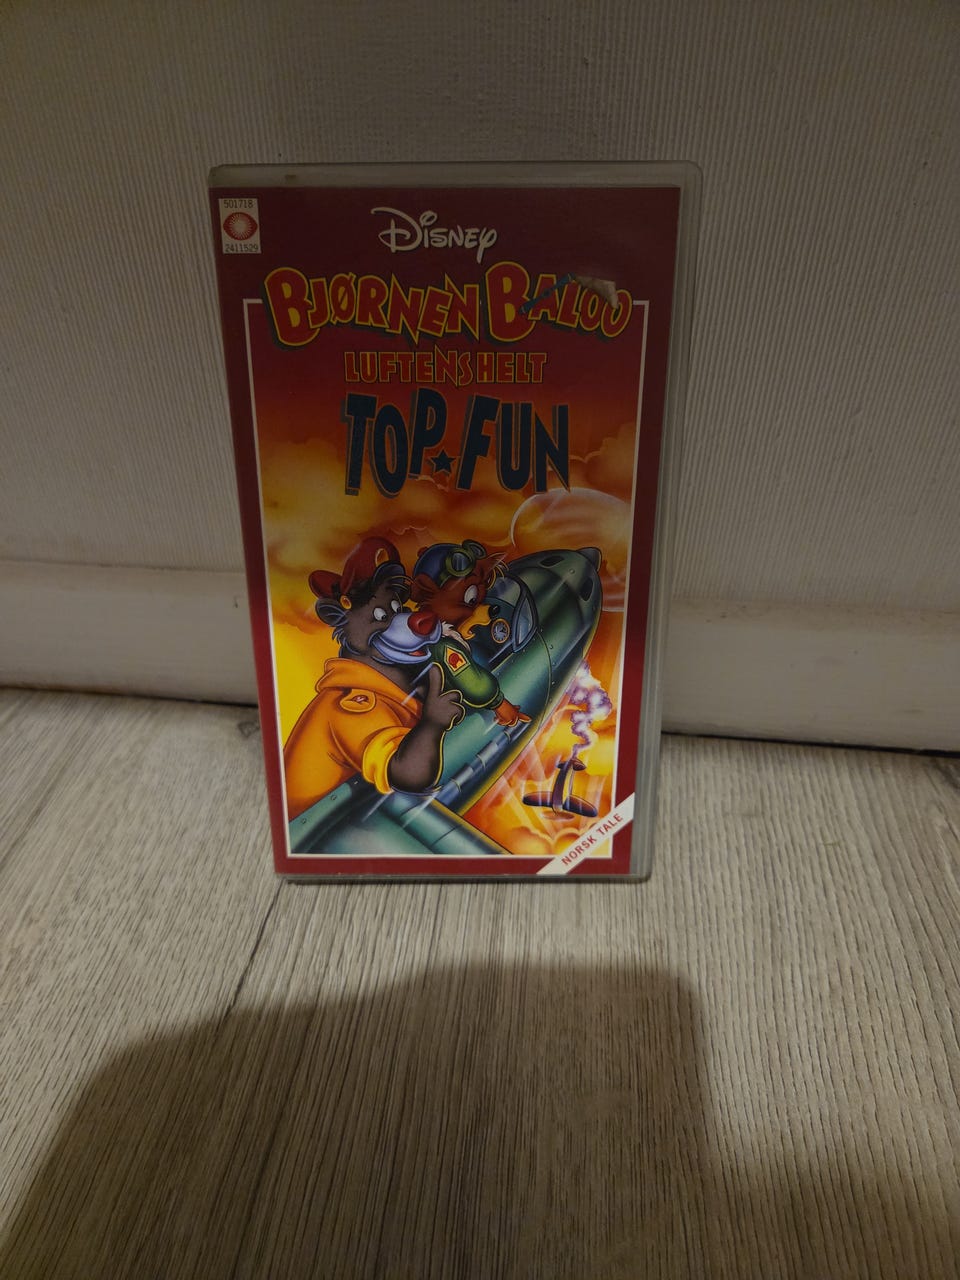 501718
2411529
Disney
BJØRNEN BALOO
LUFTENS HELT
TOP FUN
NORSK TALE